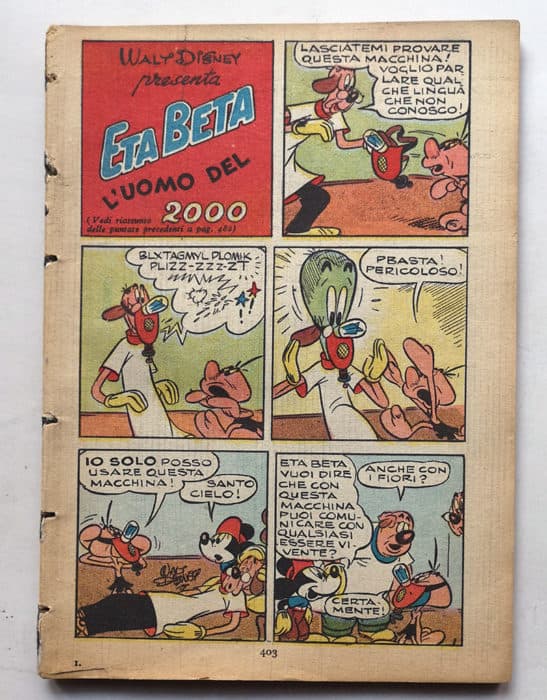 WALT DISNEY
presenta
ETA BETA
L'UOMO DEL
2000
(Vedi riassunto
delle puntate precedenti a pag. 482)
LASCIATEMI PROVARE
QUESTA MACCHINA!
VOGLIO PAR
LARE QUAL
CHE LINGUA
CHE NON
CONOSCO!
BLXTAGMYL PLOMIK
PLIZZ-ZZZ-ZT
PBASTA!
PERICOLOSO!
IO SOLO POSSO
USARE QUESTA
MACCHINA!
SANTO
CIELO!
WALT
DISNEY
ETA BETA
VUOI DIRE
CHE CON
QUESTA
MACCHINA
PUOI COMU
NICARE CON
QUALSIASI
ESSERE VI-
VENTE?
ANCHE CON
I FIORI?
CERTA-
MENTE!
403
1.